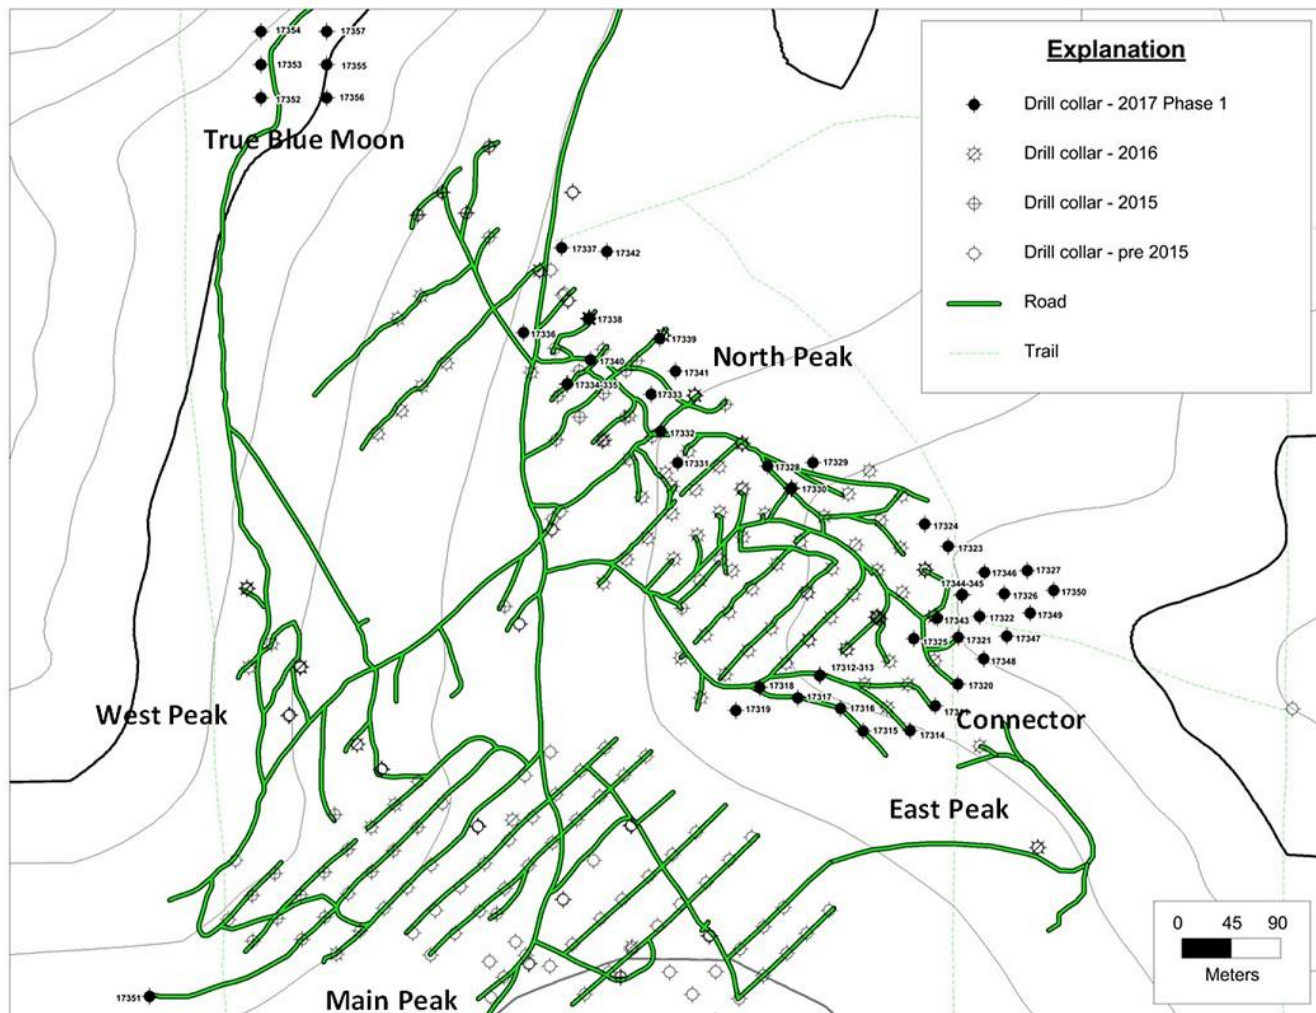 17354
17357
17353
17355
17352
17356
True Blue Moon
Explanation
Drill collar - 2017 Phase 1
Drill collar - 2016
Drill collar - 2015
Drill collar - pre 2015
Road
Trail
17337
17342
17338
17336
17339
17340
North Peak
17341
17334-335
17333
17332
17331
17328
17329
17330
17324
17323
17346
17327
17344-345
17326
17350
17343
17322
17349
17325
17321
17347
17348
17312-313
17320
17318
17317
17319
17316
West Peak
Connector
17315
17314
East Peak
0 45 90
Meters
17351
Main Peak